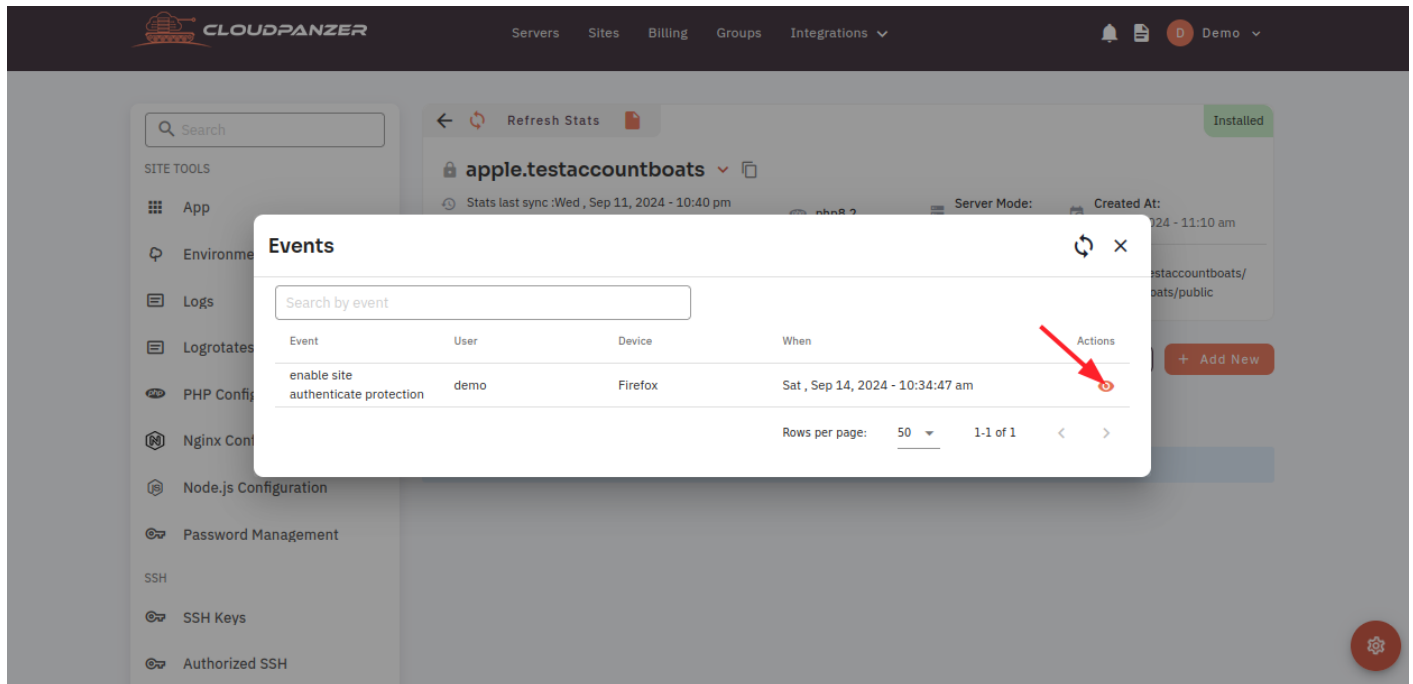 CLOUDPANZER
Servers Sites Billing Groups Integrations
D Demo
Search
SITE TOOLS
App
Environme
Logs
Logrotates
PHP Config
Nginx Conf
Node.js Configuration
Password Management
SSH
SSH Keys
Authorized SSH
Refresh Stats
Installed
apple.testaccountboats
Stats last sync :Wed , Sep 11, 2024 - 10:40 pm
php8.2
Server Mode:
Created At:
024 - 11:10 am
estaccountboats/
oats/public
+ Add New
Events
Search by event
Event User Device When Actions
enable site
authenticate protection
demo Firefox Sat , Sep 14, 2024 - 10:34:47 am
Rows per page: 50 1-1 of 1